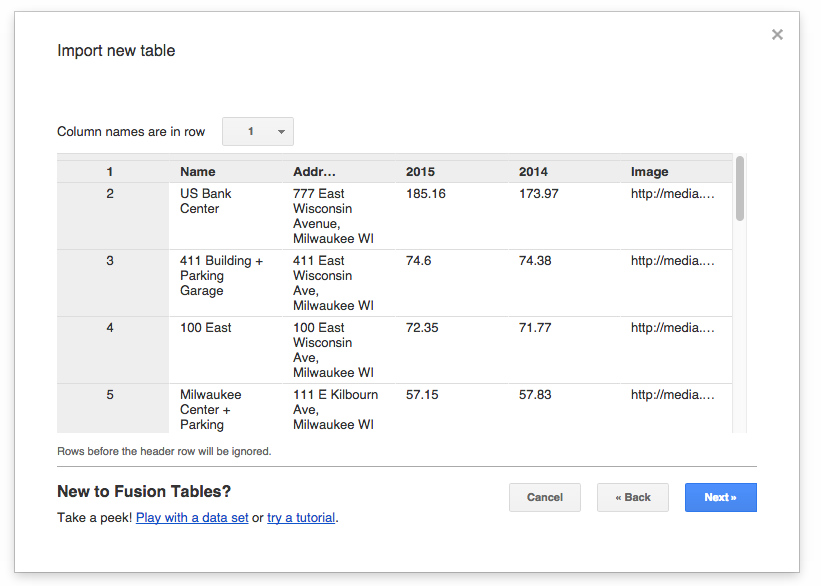 ×
Import new table
Column names are in row 1
1 Name Addr... 2015 2014 Image
2 US Bank 777 East 185.16 173.97 http://media....
Center Wisconsin
Avenue,
Milwaukee WI
3 411 Building + 411 East 74.6 74.38 http://media....
Parking Wisconsin
Garage Ave,
Milwaukee WI
4 100 East 100 East 72.35 71.77 http://media....
Wisconsin
Ave,
Milwaukee WI
5 Milwaukee 111 E Kilbourn 57.15 57.83 http://media....
Center + Ave,
Parking Milwaukee WI
Rows before the header row will be ignored.
New to Fusion Tables?
Take a peek! Play with a data set or try a tutorial.
Cancel « Back Next »